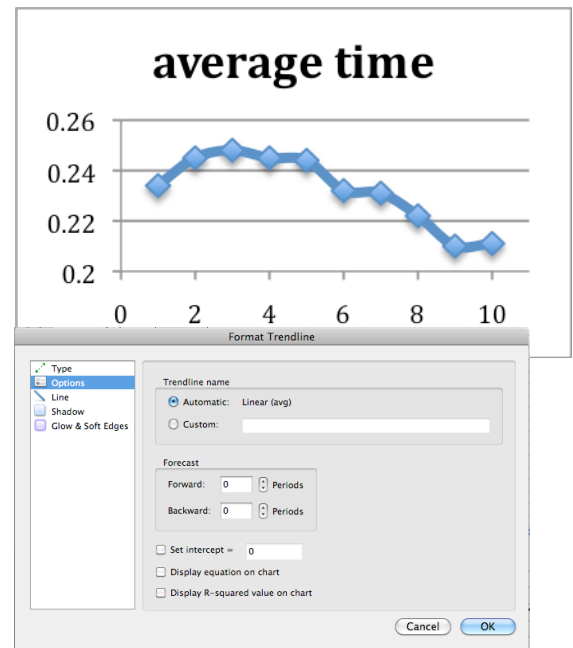 average time
0.26
0.24
0.22
0.2
0 2 4 6 8 10
Format Trendline
Type
Options
Line
Shadow
Glow & Soft Edges
Trendline name
Automatic: Linear (avg)
Custom:
Forecast
Forward: 0 Periods
Backward: 0 Periods
Set intercept = 0
Display equation on chart
Display R-squared value on chart
Cancel OK